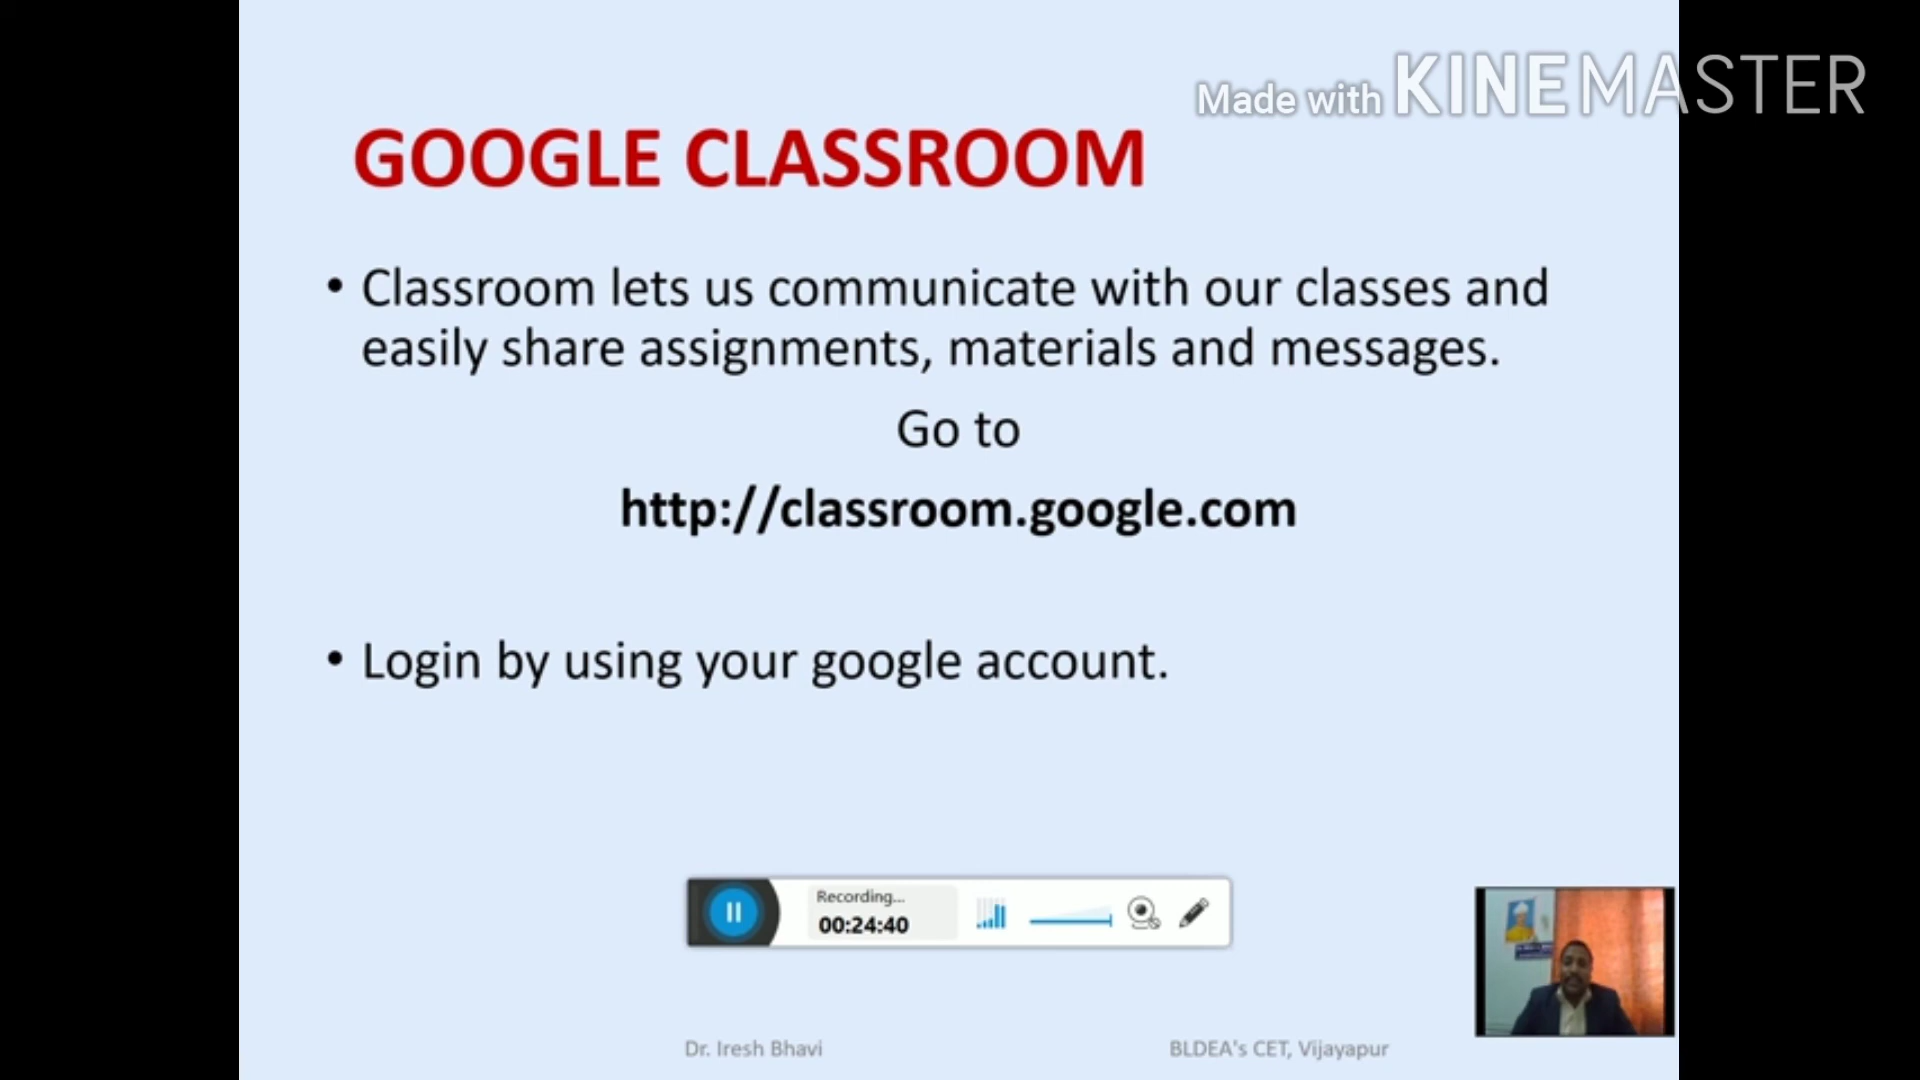 Made with KINEMASTER
GOOGLE CLASSROOM
• Classroom lets us communicate with our classes and
easily share assignments, materials and messages.
Go to
http://classroom.google.com
• Login by using your google account.
Recording...
00:24:40
Dr. Iresh Bhavi
BLDEA's CET, Vijayapur